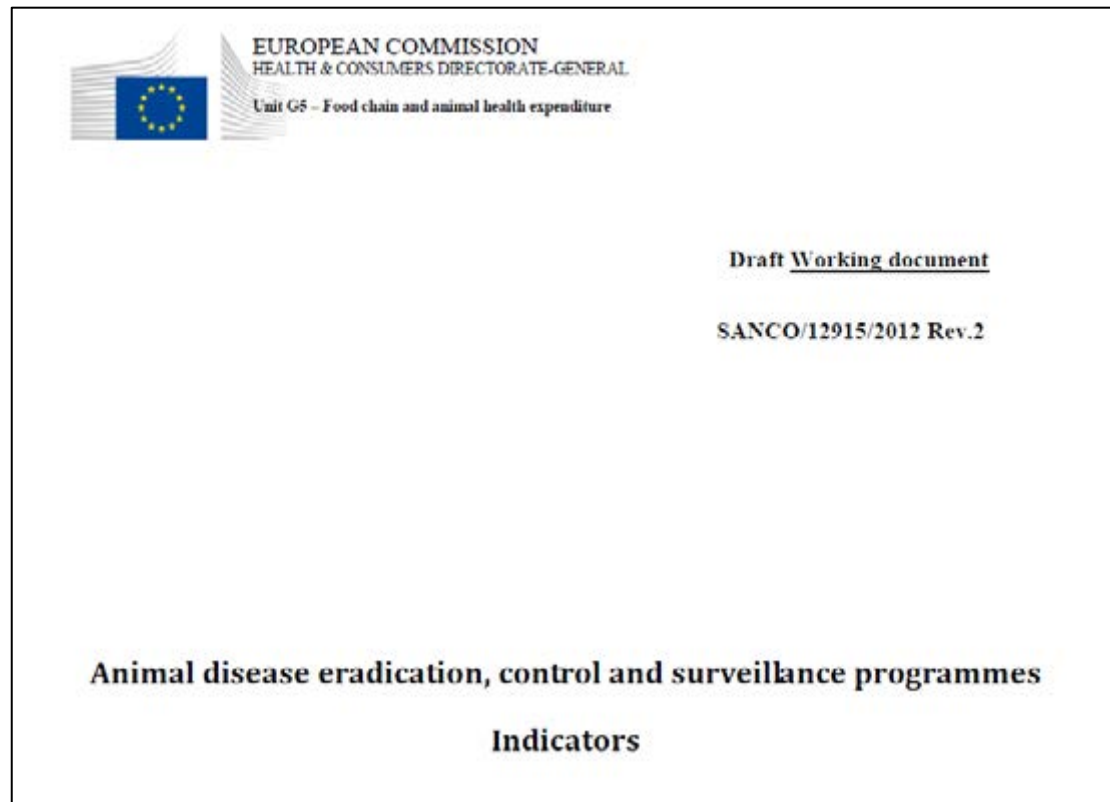 EUROPEAN COMMISSION
HEALTH & CONSUMERS DIRECTORATE-GENERAL
Unit G5 – Food chain and animal health expenditure
Draft Working document
SANCO/12915/2012 Rev.2
Animal disease eradication, control and surveillance programmes
Indicators